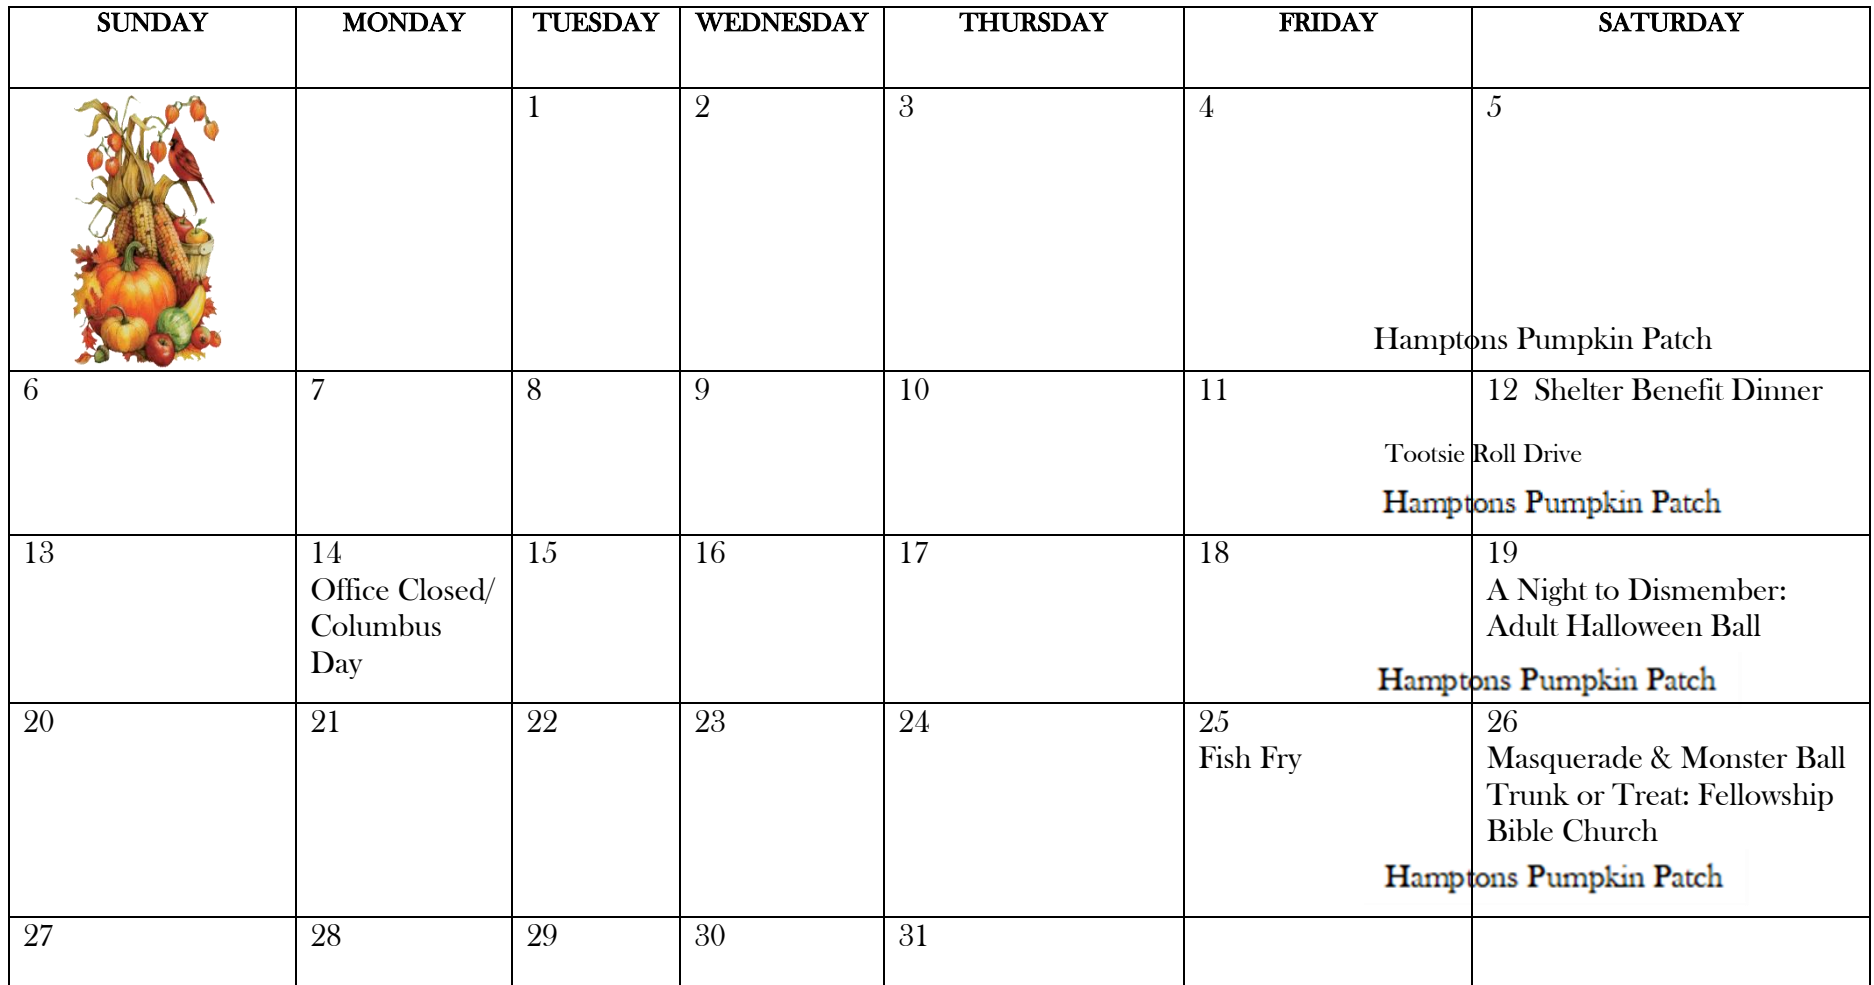 SUNDAY MONDAY TUESDAY WEDNESDAY THURSDAY FRIDAY SATURDAY
1 2 3 4 5
Hamptons Pumpkin Patch
6 7 8 9 10 11 12 Shelter Benefit Dinner
Tootsie Roll Drive
Hamptons Pumpkin Patch
13
14
Office Closed/
Columbus
Day
15
16
17
18
19
A Night to Dismember:
Adult Halloween Ball
Hamptons Pumpkin Patch
20
21
22
23
24
25
Fish Fry
26
Masquerade & Monster Ball
Trunk or Treat: Fellowship
Bible Church
Hamptons Pumpkin Patch
27 28 29 30 31